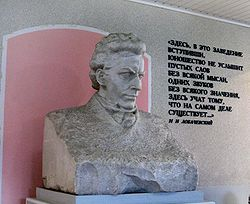 «ЗДЕСЬ, В ЭТО ЗАВЕДЕНИЕ
ВСТУПИВШИ,
ЮНОШЕСТВО НЕ УСЛЫШИТ
ПУСТЫХ СЛОВ
БЕЗ ВСЯКОЙ МЫСЛИ,
ОДНИХ ЗВУКОВ
БЕЗ ВСЯКОГО ЗНАЧЕНИЯ.
ЗДЕСЬ УЧАТ ТОМУ,
ЧТО НА САМОМ ДЕЛЕ
СУЩЕСТВУЕТ...»
Н И ЛОБАЧЕВСКИЙ